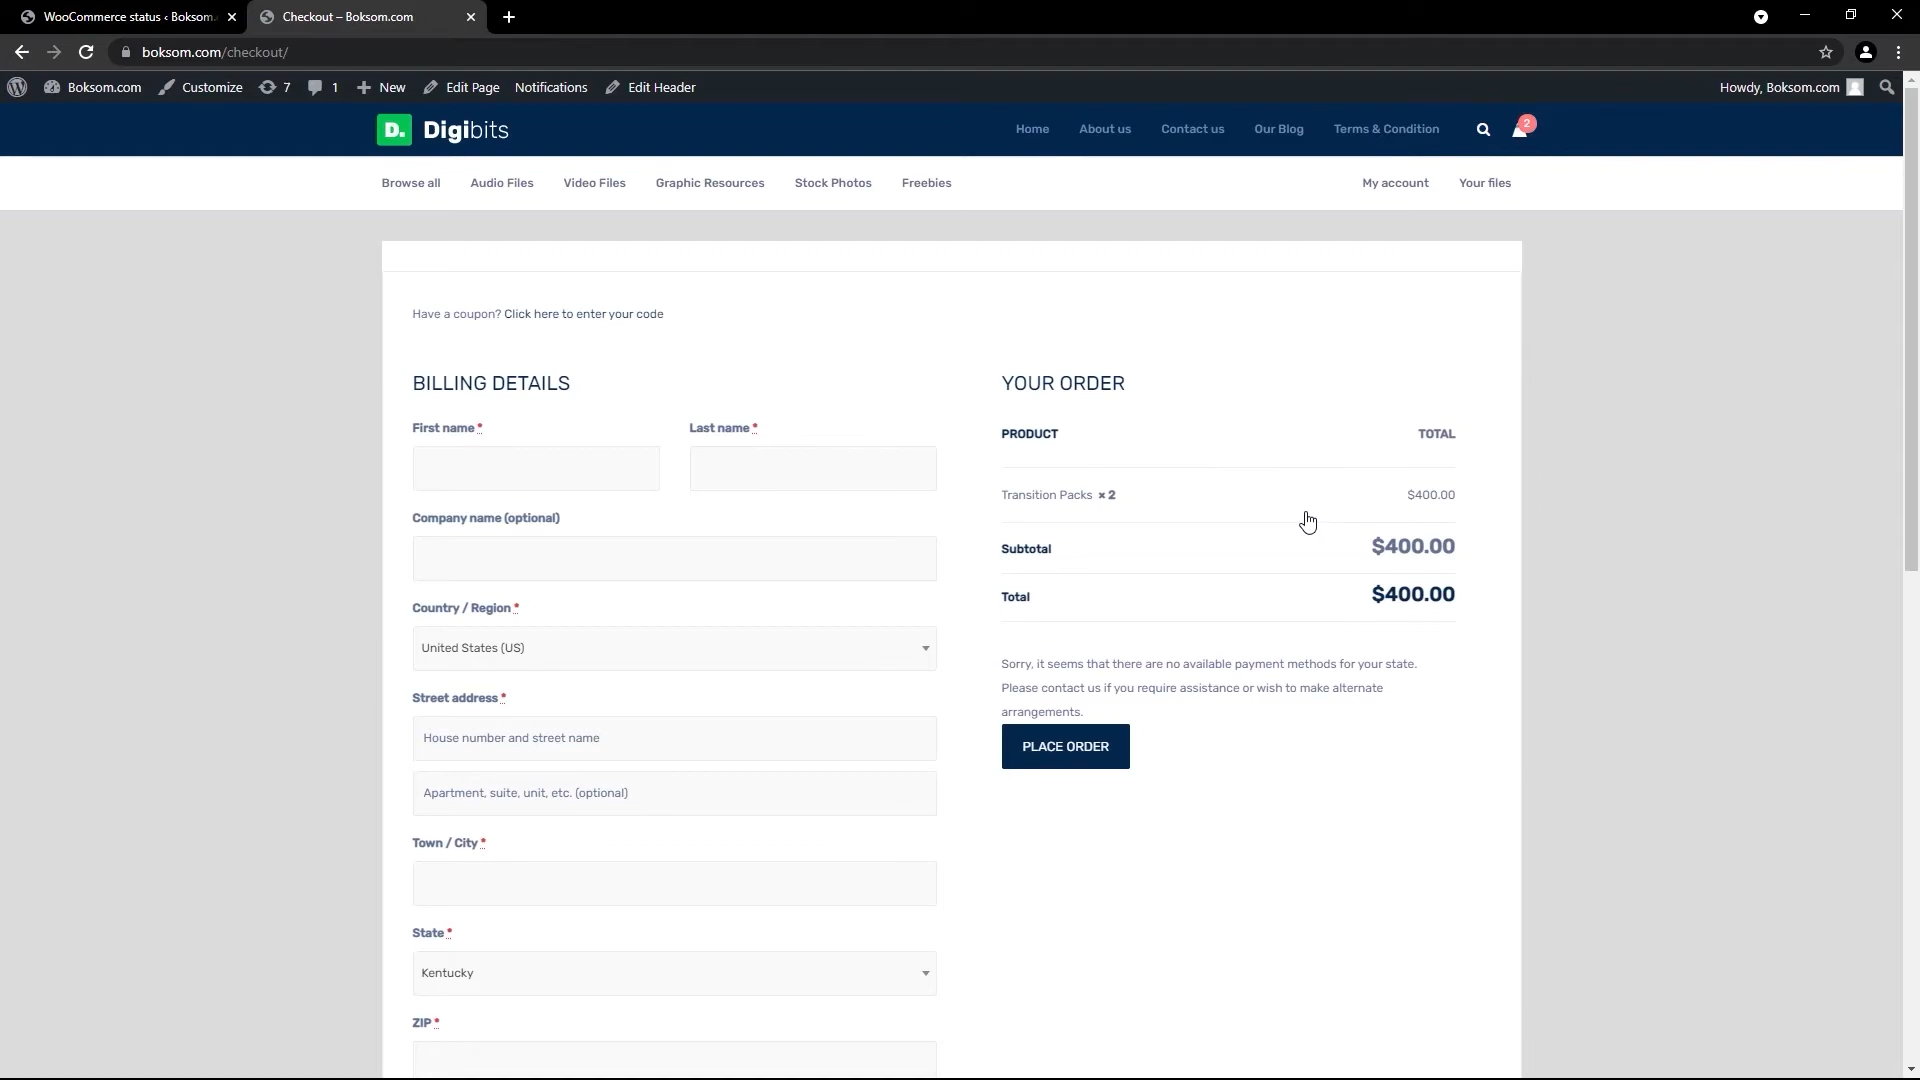 WooCommerce status ‹ Boksom.
Checkout – Boksom.com
boksom.com/checkout/
Boksom.com
Customize
7
1
New
Edit Page
Notifications
Edit Header
Howdy, Boksom.com
D. Digibits
Home
About us
Contact us
Our Blog
Terms & Condition
2
Browse all
Audio Files
Video Files
Graphic Resources
Stock Photos
Freebies
My account
Your files
Have a coupon? Click here to enter your code
BILLING DETAILS
First name *
Last name *
Company name (optional)
Country / Region *
United States (US)
Street address *
House number and street name
Apartment, suite, unit, etc. (optional)
Town / City *
State *
Kentucky
ZIP *
YOUR ORDER
PRODUCT
TOTAL
Transition Packs × 2
$400.00
Subtotal
$400.00
Total
$400.00
Sorry, it seems that there are no available payment methods for your state.
Please contact us if you require assistance or wish to make alternate
arrangements.
PLACE ORDER